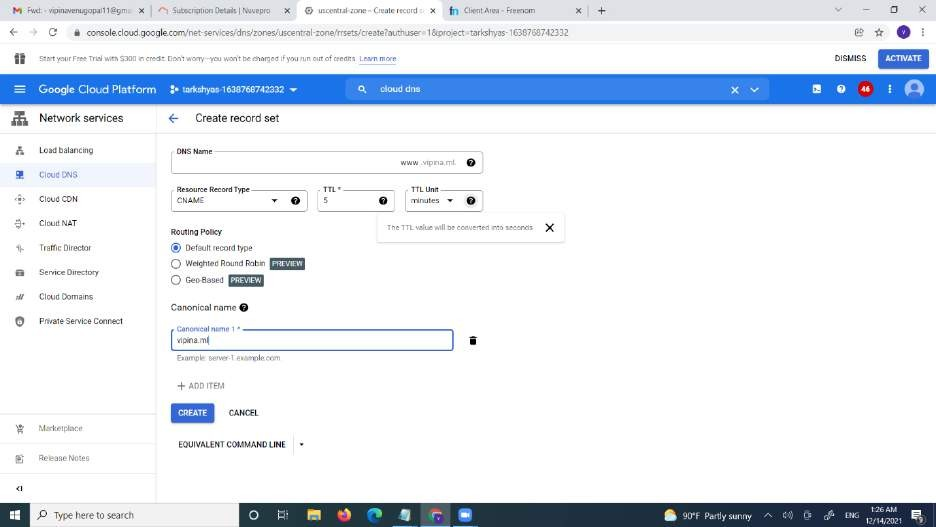 Fwd: - vipinavenugopal11@gm
Subscription Details | Nuvepro
uscentral-zone – Create record s
Client Area - Freenom
console.cloud.google.com/net-services/dns/zones/uscentral-zone/rrsets/create?authuser=1&project=tarkshyas-1638768742332
Start your Free Trial with $300 in credit. Don't worry—you won't be charged if you run out of credits. Learn more
DISMISS
ACTIVATE
Google Cloud Platform
tarkshyas-1638768742332
cloud dns
46
Network services
Create record set
Load balancing
Cloud DNS
Cloud CDN
Cloud NAT
Traffic Director
Service Directory
Cloud Domains
Private Service Connect
Marketplace
Release Notes
DNS Name
www .vipina.ml.
Resource Record Type
CNAME
TTL *
5
TTL Unit
minutes
The TTL value will be converted into seconds
Routing Policy
Default record type
Weighted Round Robin PREVIEW
Geo-Based PREVIEW
Canonical name
Canonical name 1 *
vipina.ml
Example: server-1.example.com.
+ ADD ITEM
CREATE
CANCEL
EQUIVALENT COMMAND LINE
Type here to search
90°F Partly sunny
ENG
1:26 AM
12/14/2021